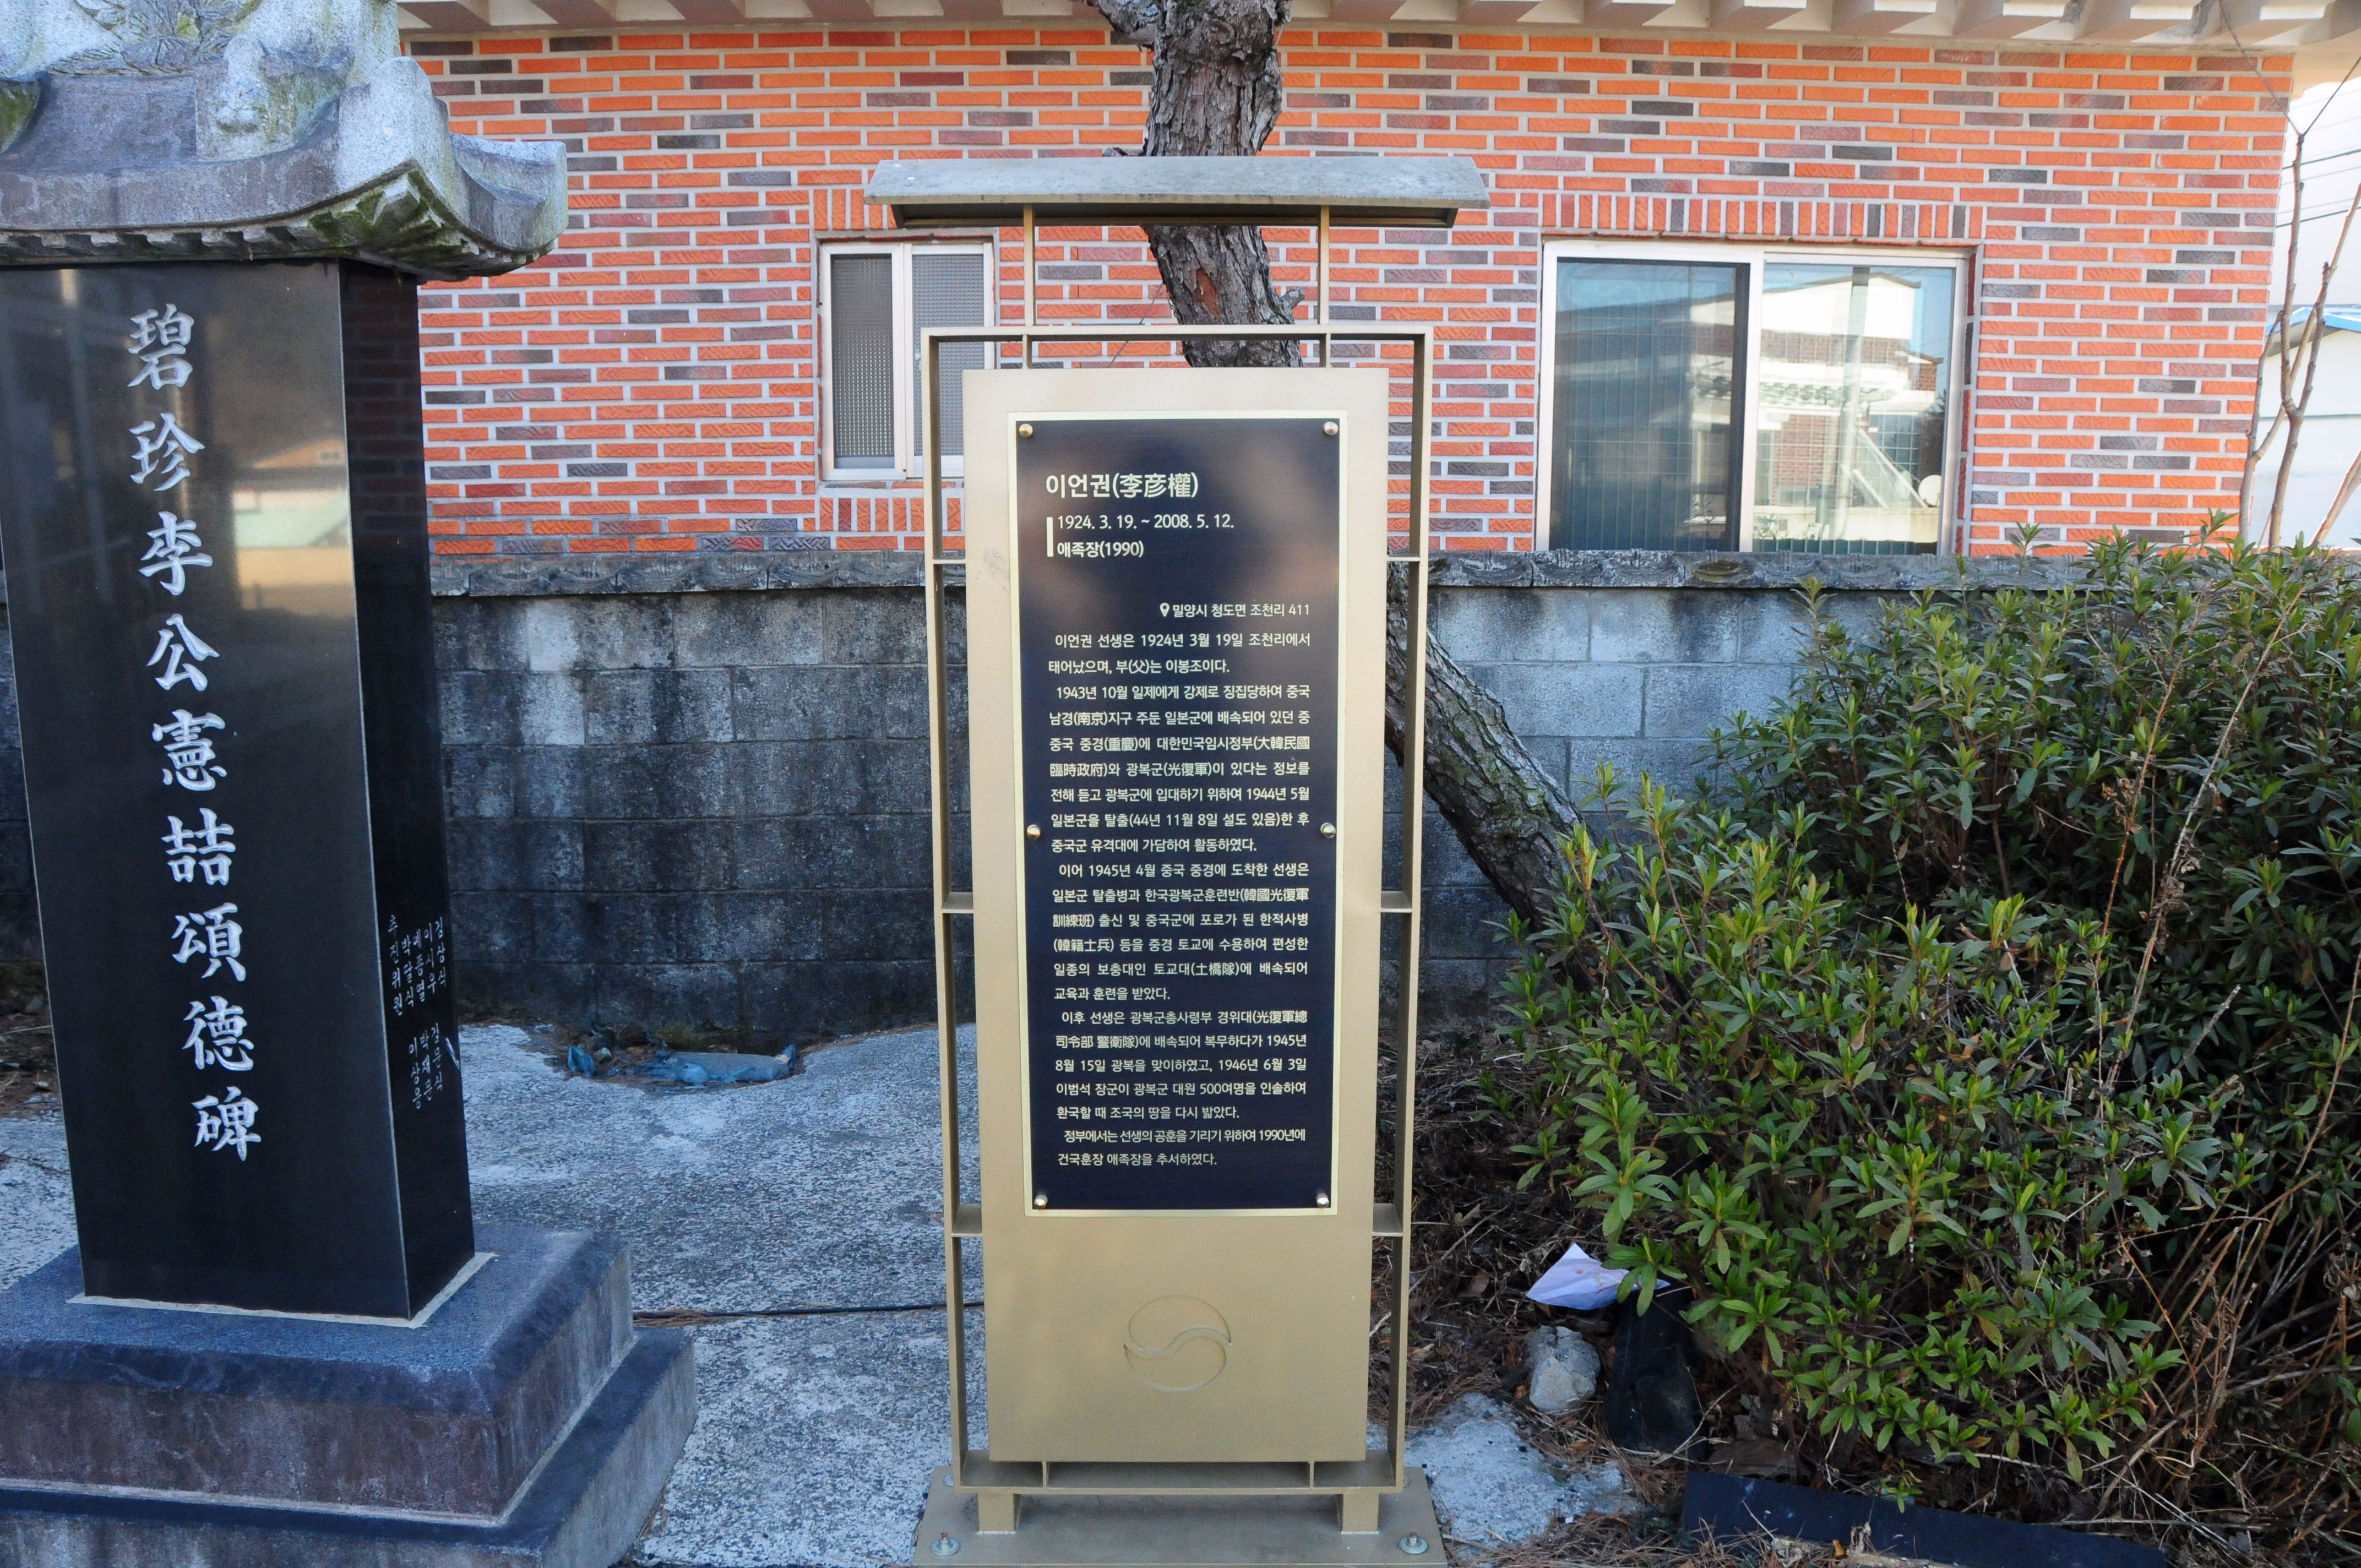 碧珍李公憲喆頌德碑
김상식 김은식
이시우 박재문
박달식 이상응
추진위원
이언권(李彦權)
1924. 3. 19. ~ 2008. 5. 12.
애족장(1990)
밀양시 청도면 조천리 411
이언권 선생은 1924년 3월 19일 조천리에서
태어났으며, 부(父)는 이봉조이다.
1943년 10월 일제에게 강제로 징집당하여 중국
남경(南京)지구 주둔 일본군에 배속되어 있던 중
중국 중경(重慶)에 대한민국임시정부(大韓民國
臨時政府)와 광복군(光復軍)이 있다는 정보를
전해 듣고 광복군에 입대하기 위하여 1944년 5월
일본군을 탈출(44년 11월 8일 설도 있음)한 후
중국군 유격대에 가담하여 활동하였다.
이어 1945년 4월 중국 중경에 도착한 선생은
일본군 탈출병과 한국광복군훈련반(韓國光復軍
訓練班) 출신 및 중국군에 포로가 된 한적사병
(韓籍士兵) 등을 중경 토교에 수용하여 편성한
일종의 보충대인 토교대(土橋隊)에 배속되어
교육과 훈련을 받았다.
이후 선생은 광복군총사령부 경위대(光復軍總
司令部 警衛隊)에 배속되어 복무하다가 1945년
8월 15일 광복을 맞이하였고, 1946년 6월 3일
이범석 장군이 광복군 대원 500여명을 인솔하여
환국할 때 조국의 땅을 다시 밟았다.
정부에서는 선생의 공훈을 기리기 위하여 1990년에
건국훈장 애족장을 추서하였다.